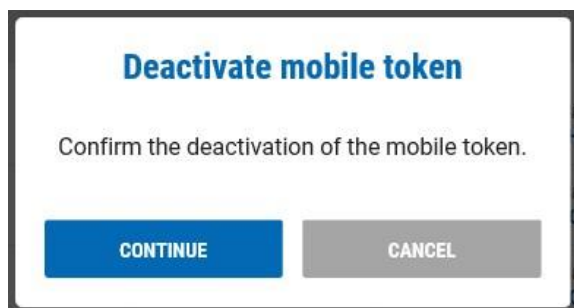 Deactivate mobile token
Confirm the deactivation of the mobile token.
CONTINUE
CANCEL